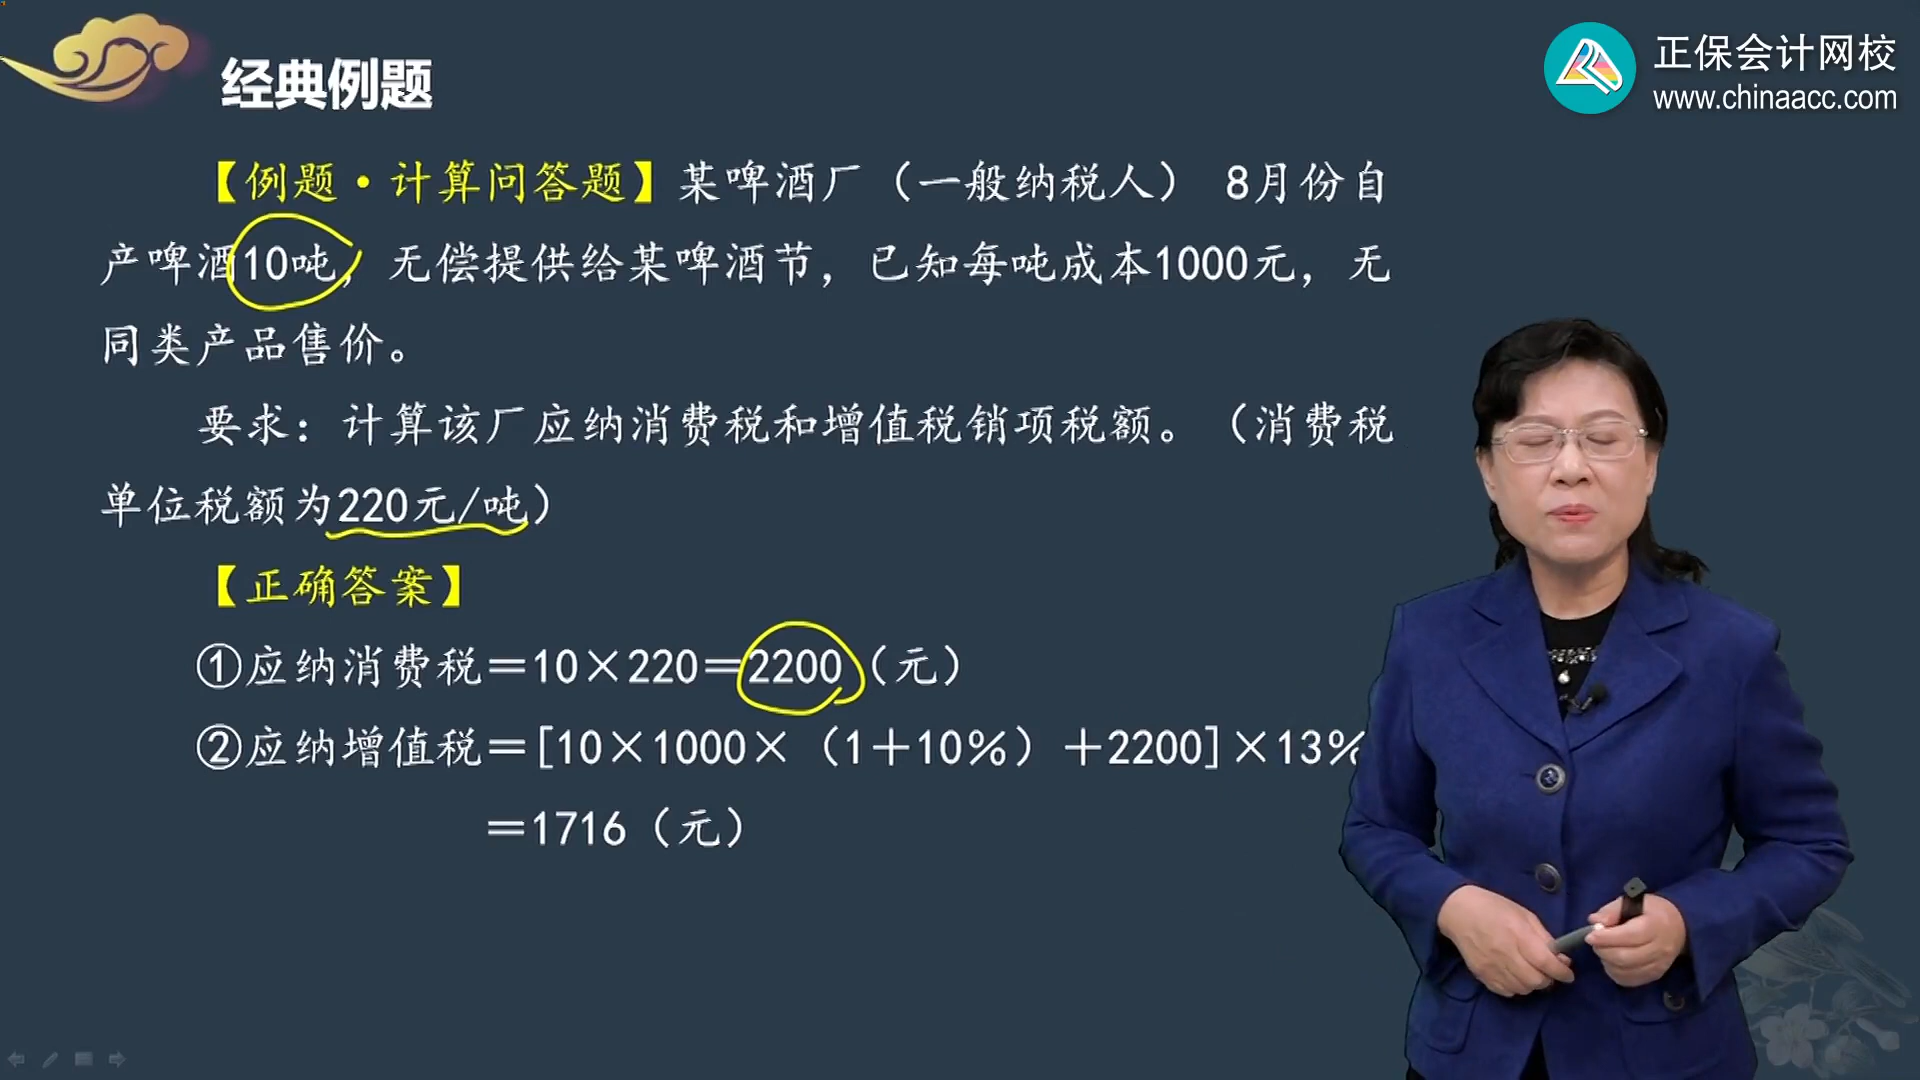 经典例题
正保会计网校
www.chinaacc.com
【例题·计算问答题】某啤酒厂（一般纳税人） 8月份自
产啤酒10吨，无偿提供给某啤酒节，已知每吨成本1000元，无
同类产品售价。
要求：计算该厂应纳消费税和增值税销项税额。（消费税
单位税额为220元/吨）
【正确答案】
①应纳消费税＝10×220＝2200（元）
②应纳增值税＝[10×1000×（1＋10%）＋2200]×13%
＝1716（元）